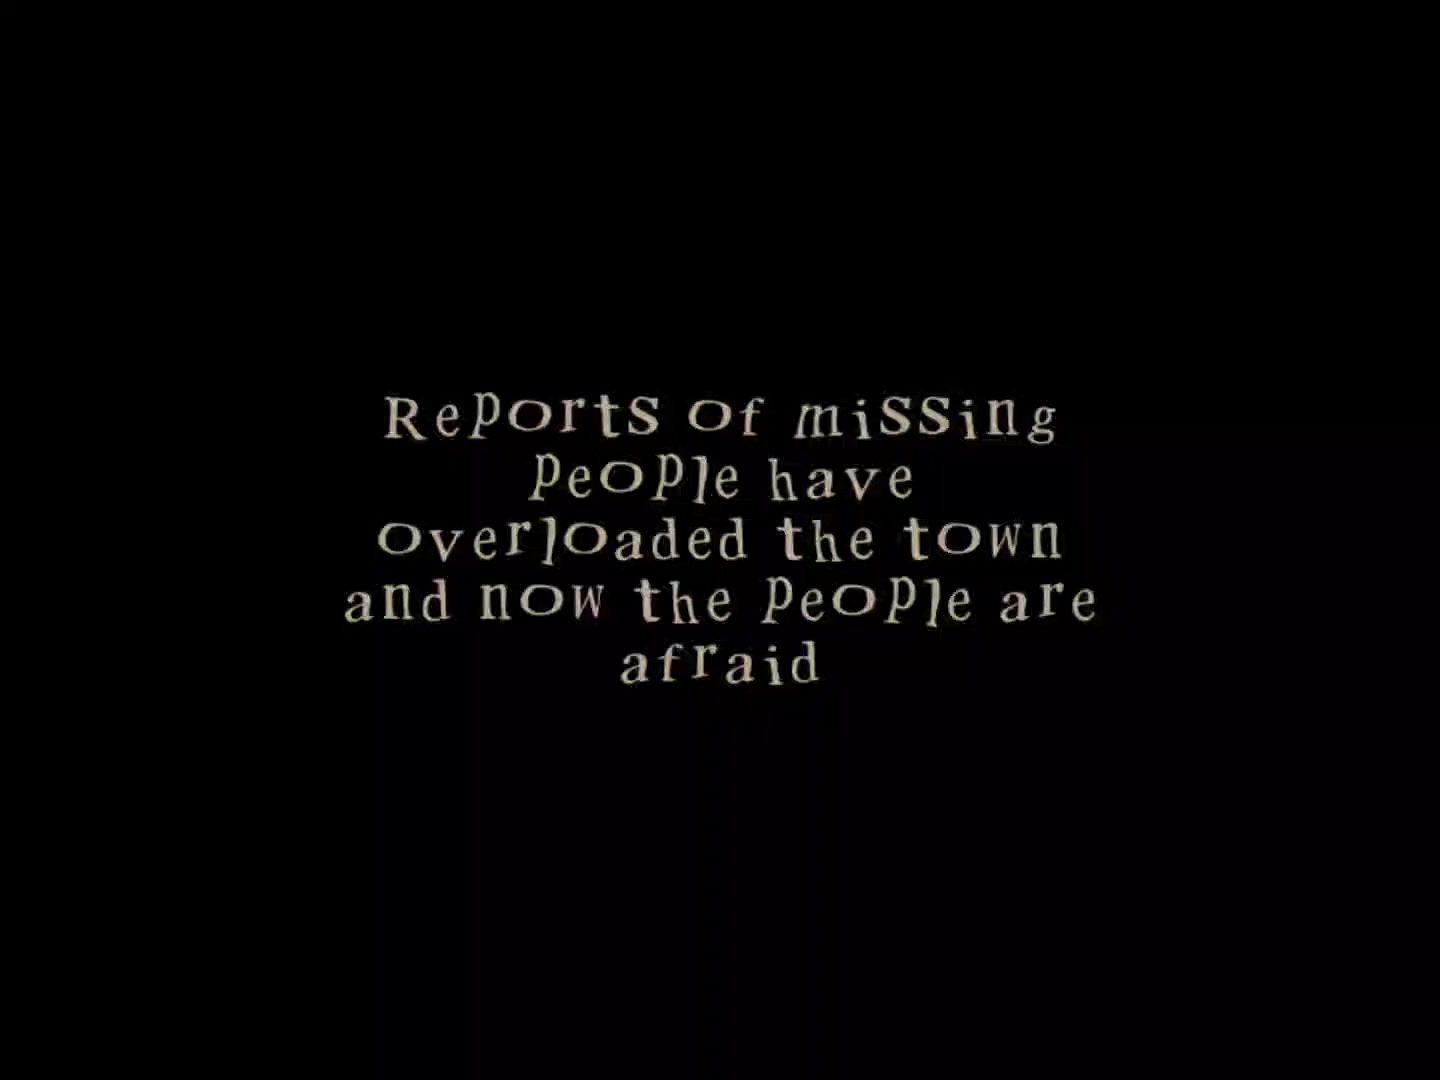 Reports of missing
people have
overloaded the town
and now the people are
afraid